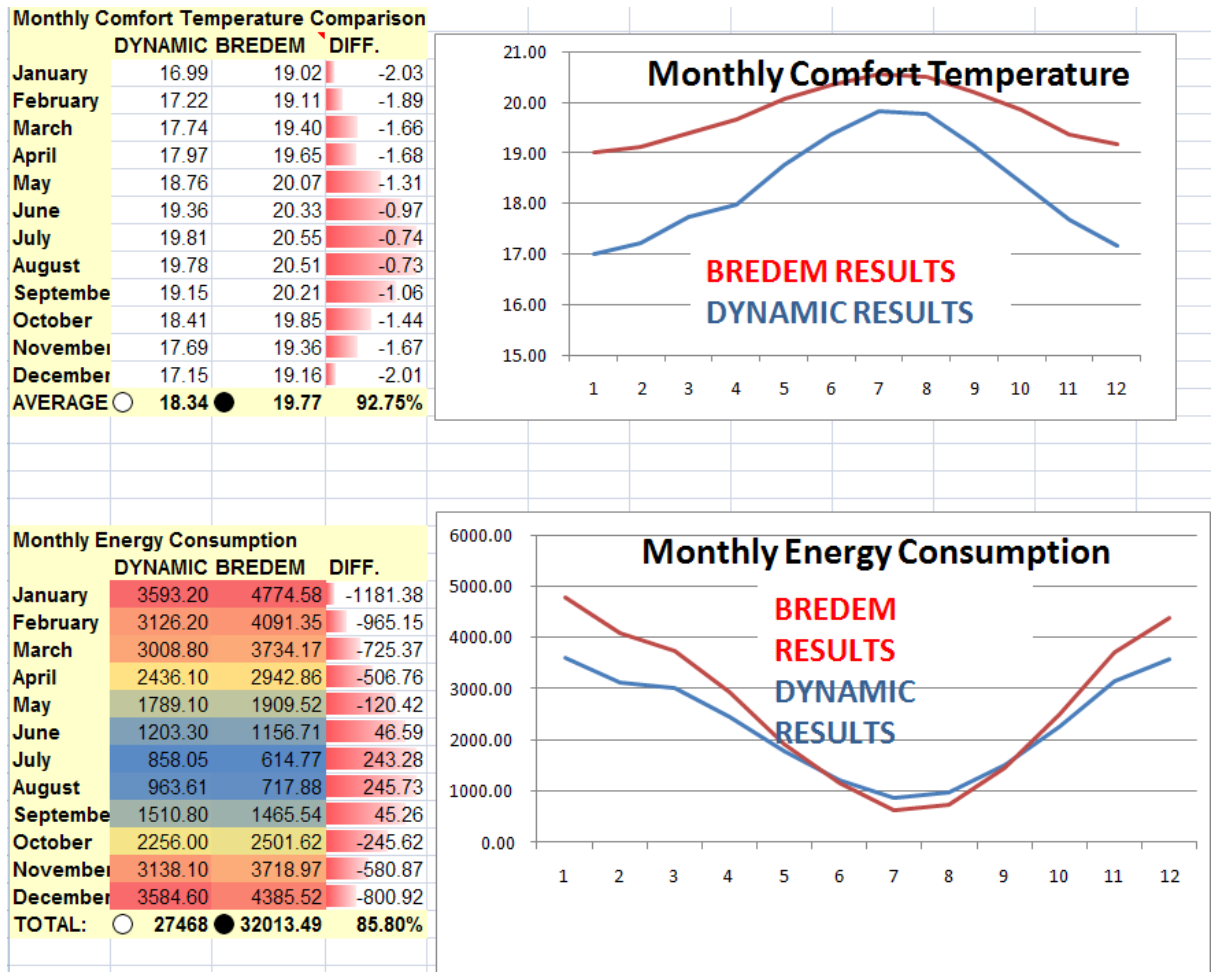 Monthly Comfort Temperature Comparison
DYNAMIC BREDEM DIFF.
January 16.99 19.02 -2.03
February 17.22 19.11 -1.89
March 17.74 19.40 -1.66
April 17.97 19.65 -1.68
May 18.76 20.07 -1.31
June 19.36 20.33 -0.97
July 19.81 20.55 -0.74
August 19.78 20.51 -0.73
Septembe 19.15 20.21 -1.06
October 18.41 19.85 -1.44
November 17.69 19.36 -1.67
December 17.15 19.16 -2.01
AVERAGE 18.34 19.77 92.75%
Monthly Comfort Temperature
21.00
20.00
19.00
18.00
17.00
16.00
15.00
BREDEM RESULTS
DYNAMIC RESULTS
1 2 3 4 5 6 7 8 9 10 11 12
Monthly Energy Consumption
DYNAMIC BREDEM DIFF.
January 3593.20 4774.58 -1181.38
February 3126.20 4091.35 -965.15
March 3008.80 3734.17 -725.37
April 2436.10 2942.86 -506.76
May 1789.10 1909.52 -120.42
June 1203.30 1156.71 46.59
July 858.05 614.77 243.28
August 963.61 717.88 245.73
Septembe 1510.80 1465.54 45.26
October 2256.00 2501.62 -245.62
November 3138.10 3718.97 -580.87
December 3584.60 4385.52 -800.92
TOTAL: 27468 32013.49 85.80%
Monthly Energy Consumption
6000.00
5000.00
4000.00
3000.00
2000.00
1000.00
0.00
BREDEM
RESULTS
DYNAMIC
RESULTS
1 2 3 4 5 6 7 8 9 10 11 12